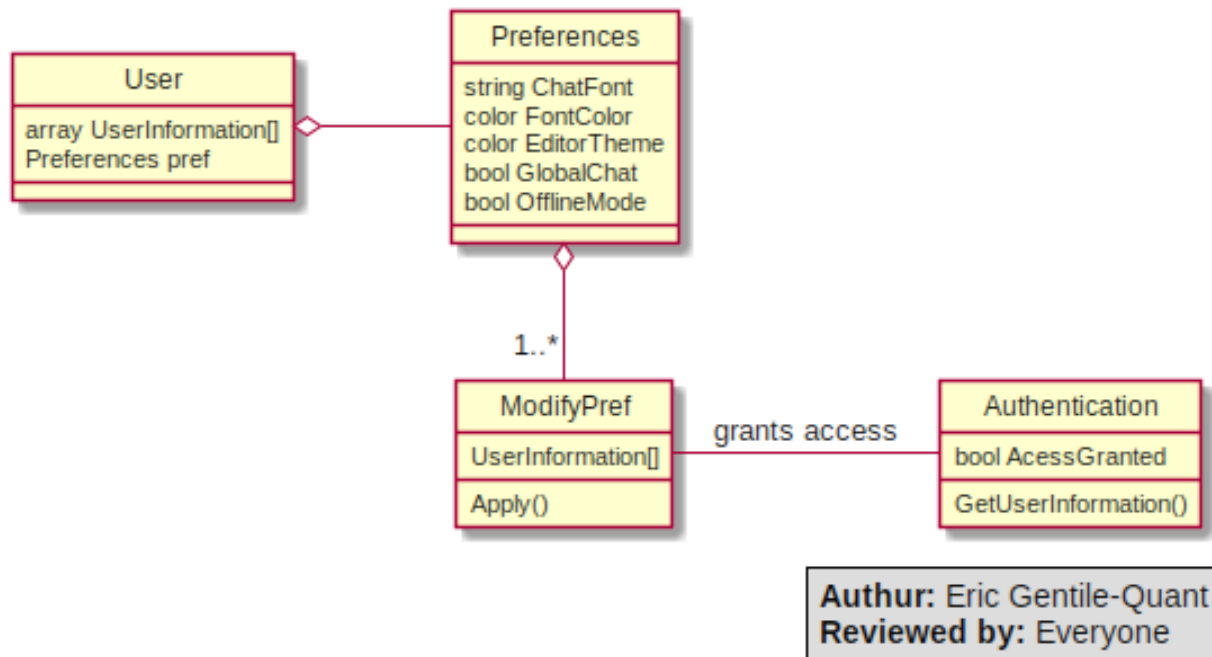 User
array UserInformation[]
Preferences pref
Preferences
string ChatFont
color FontColor
color EditorTheme
bool GlobalChat
bool OfflineMode
1..*
ModifyPref
UserInformation[]
Apply()
grants access
Authentication
bool AcessGranted
GetUserInformation()
Authur: Eric Gentile-Quant
Reviewed by: Everyone